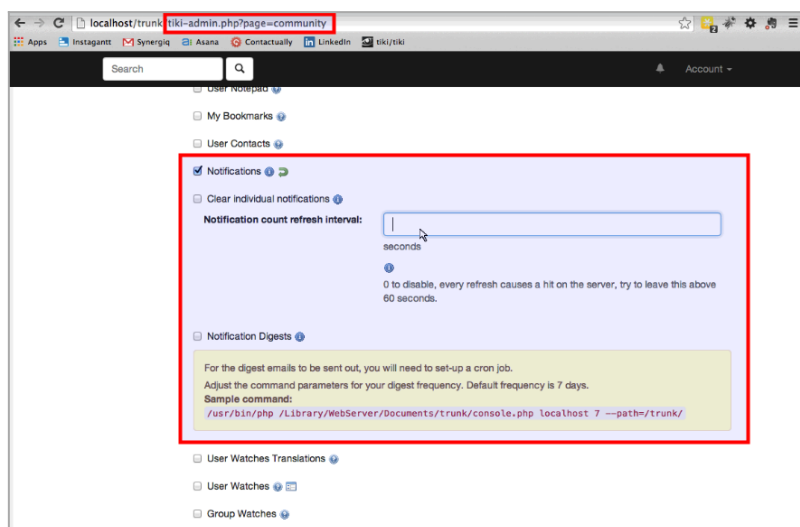 localhost/trunk/tiki-admin.php?page=community
Apps Instagantt Synergiq Asana Contactually LinkedIn tiki/tiki
Search Account
User Notepad
My Bookmarks
User Contacts
Notifications
Clear individual notifications
Notification count refresh interval:
seconds
0 to disable, every refresh causes a hit on the server, try to leave this above
60 seconds.
Notification Digests
For the digest emails to be sent out, you will need to set-up a cron job.
Adjust the command parameters for your digest frequency. Default frequency is 7 days.
Sample command:
/usr/bin/php /Library/WebServer/Documents/trunk/console.php localhost 7 --path=/trunk/
User Watches Translations
User Watches
Group Watches